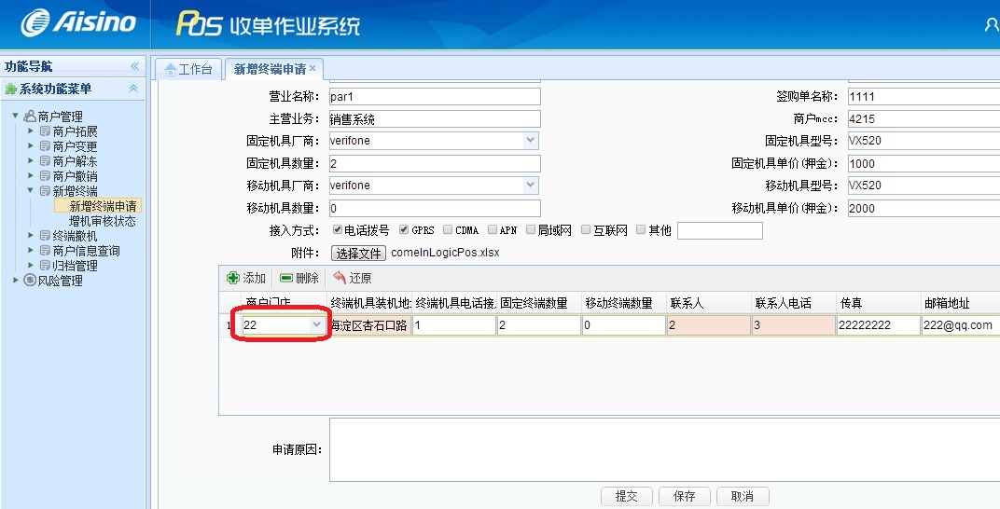 Aisino POS 收单作业系统
功能导航
系统功能菜单
商户管理
商户拓展
商户变更
商户解冻
商户撤销
新增终端
新增终端申请
增机审核状态
终端撤机
商户信息查询
归档管理
风险管理
工作台 新增终端申请
营业名称： par1 签购单名称： 1111
主营业务： 销售系统 商户mcc： 4215
固定机具厂商： verifone 固定机具型号： VX520
固定机具数量： 2 固定机具单价(押金)： 1000
移动机具厂商： verifone 移动机具型号： VX520
移动机具数量： 0 移动机具单价(押金)： 2000
接入方式： 电话拨号 GPRS CDMA APN 局域网 互联网 其他
附件： 选择文件 comeInLogicPos.xlsx
添加 删除 还原
商户门店 终端机具装机地 终端机具电话接 固定终端数量 移动终端数量 联系人 联系人电话 传真 邮箱地址
1 22 海淀区杏石口路 1 2 0 2 3 22222222 222@qq.com
申请原因：
提交 保存 取消